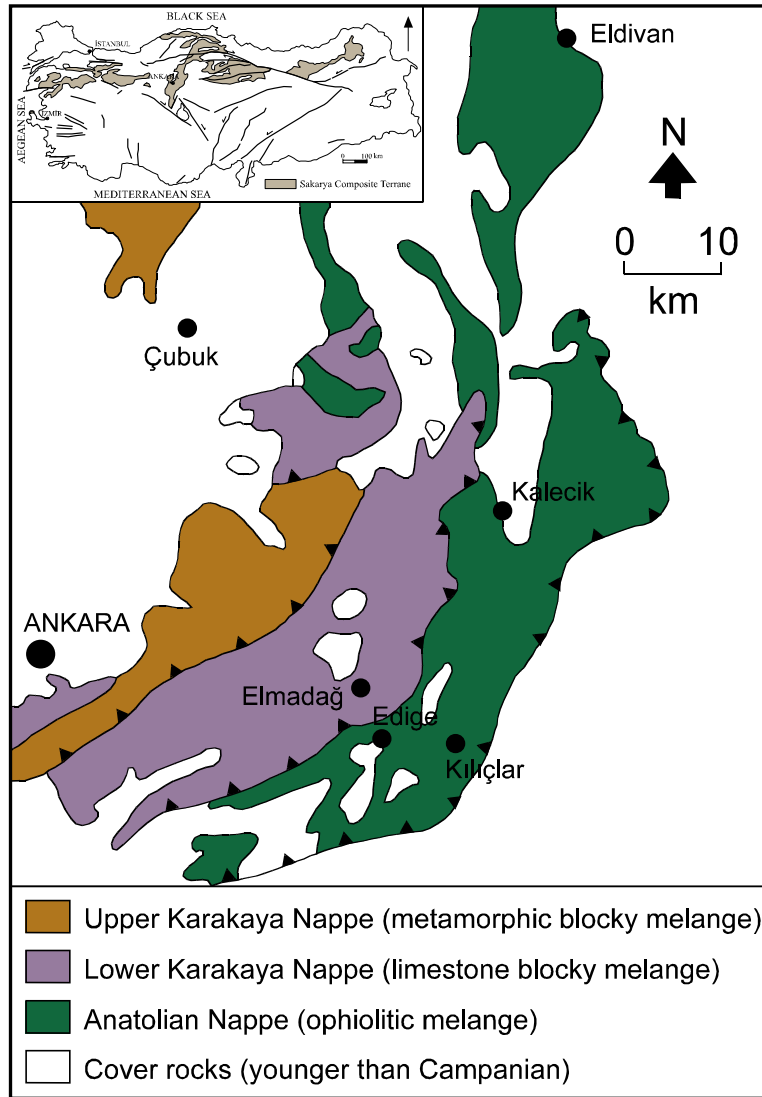 BLACK SEA
İSTANBUL
ANKARA
İZMİR
AEGEAN SEA
0 100 km
MEDITERRANEAN SEA
Sakarya Composite Terrane
Eldivan
N
0 10
km
Çubuk
Kalecik
ANKARA
Elmadağ
Edige
Kılıçlar
Upper Karakaya Nappe (metamorphic blocky melange)
Lower Karakaya Nappe (limestone blocky melange)
Anatolian Nappe (ophiolitic melange)
Cover rocks (younger than Campanian)